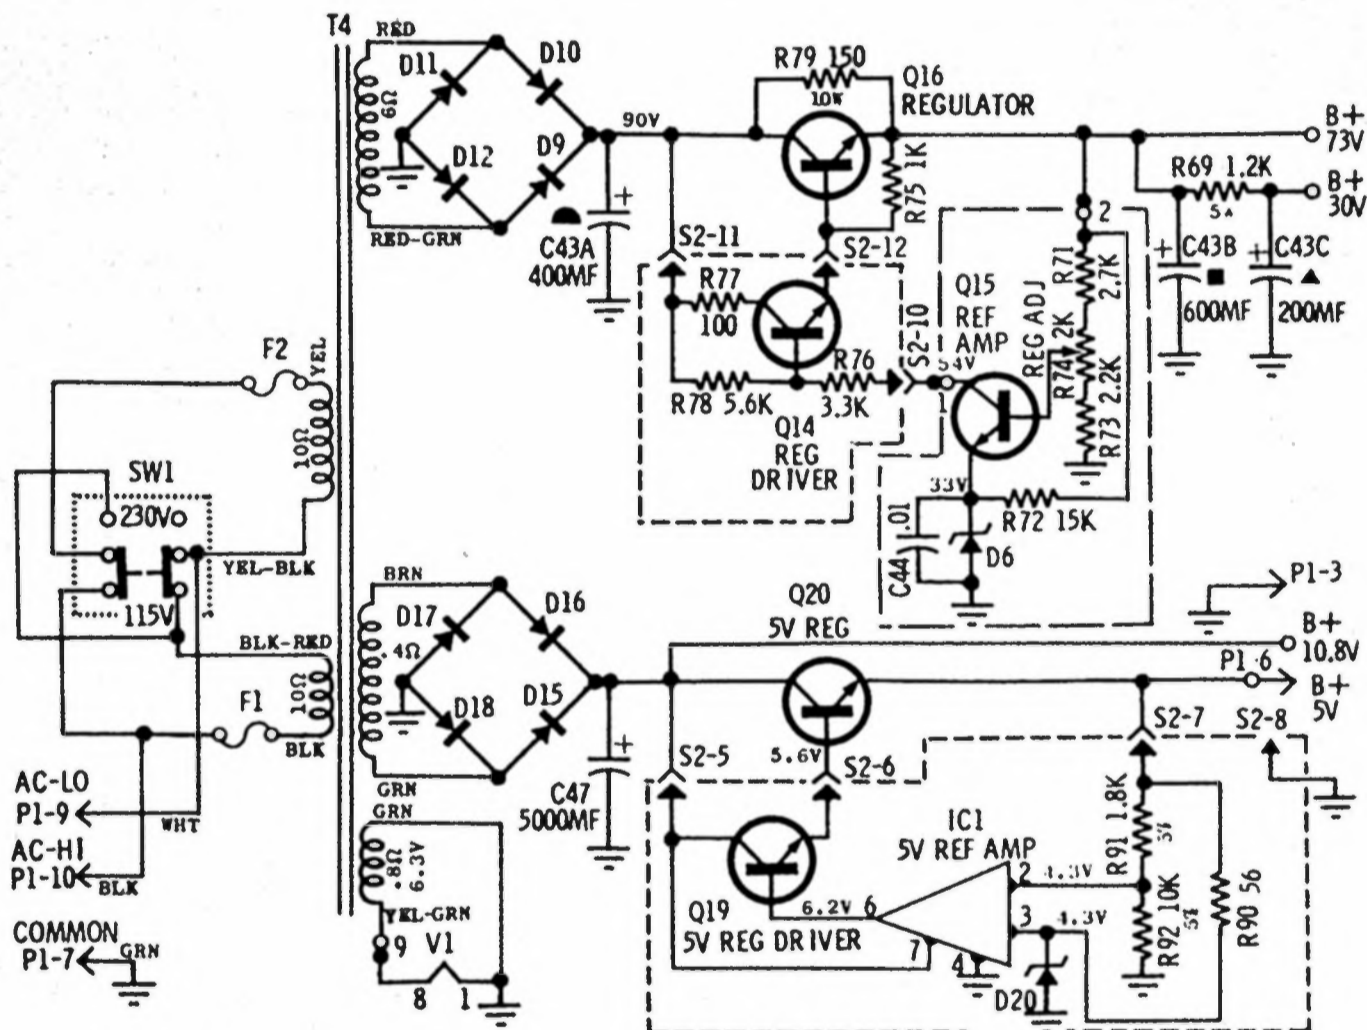 T4
RED
D11
D10
6Ω
D12
D9
RED-GRN
90V
C43A
400MF
R79 150
10W
Q16
REGULATOR
R75 1K
S2-11
S2-12
R77
100
R78 5.6K
R76
3.3K
Q14
REG
DRIVER
S2-10
Q15
REF
AMP
54V
1
2
REG ADJ
R71
2.7K
R74 2K
R73 2.2K
33V
R72 15K
C44 .01
D6
B+
73V
R69 1.2K
B+
30V
C43B
600MF
C43C
200MF
F2
YEL
10Ω
SW1
230V
115V
YEL-BLK
BLK-RED
10Ω
F1
BLK
AC-LO
P1-9
WHT
AC-HI
P1-10
BLK
COMMON
P1-7
GRN
BRN
D17
D16
.4Ω
D18
D15
GRN
GRN
.8Ω
6.3V
YEL-GRN
9
V1
8
1
C47
5000MF
Q20
5V REG
P1-3
B+
10.8V
P1-6
B+
5V
S2-5
5.6V
S2-6
S2-7
S2-8
Q19
5V REG DRIVER
6.2V
6
7
4
IC1
5V REF AMP
2
4.3V
3
4.3V
D20
R91 1.8K
5%
R92 10K
5%
R90 56